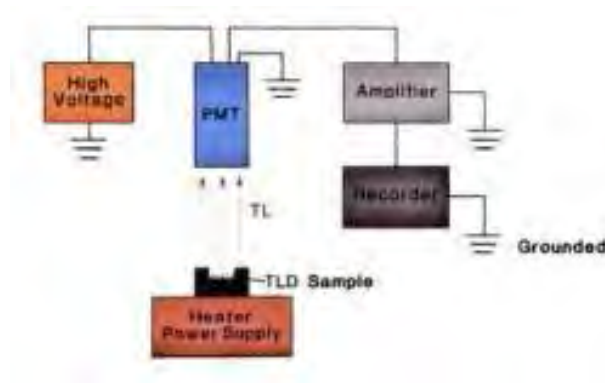 High
Voltage
PMT
Amplifier
Recorder
TL
Grounded
TLD Sample
Heater
Power Supply